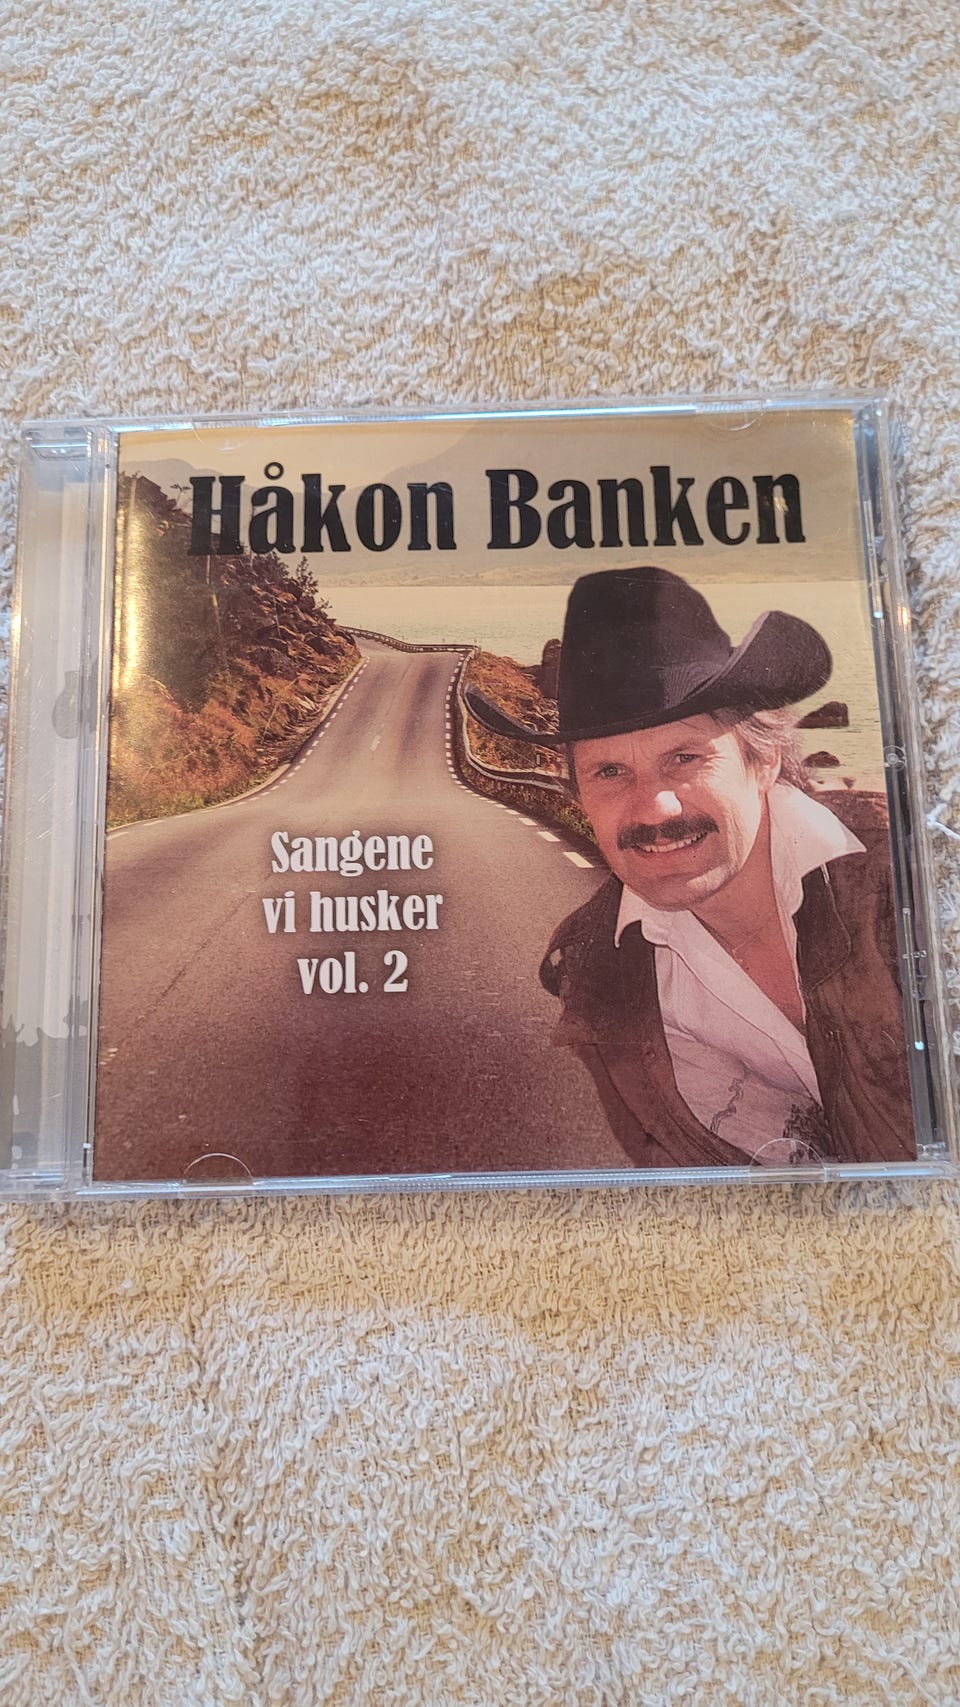 Håkon Banken
Sangene
vi husker
vol. 2